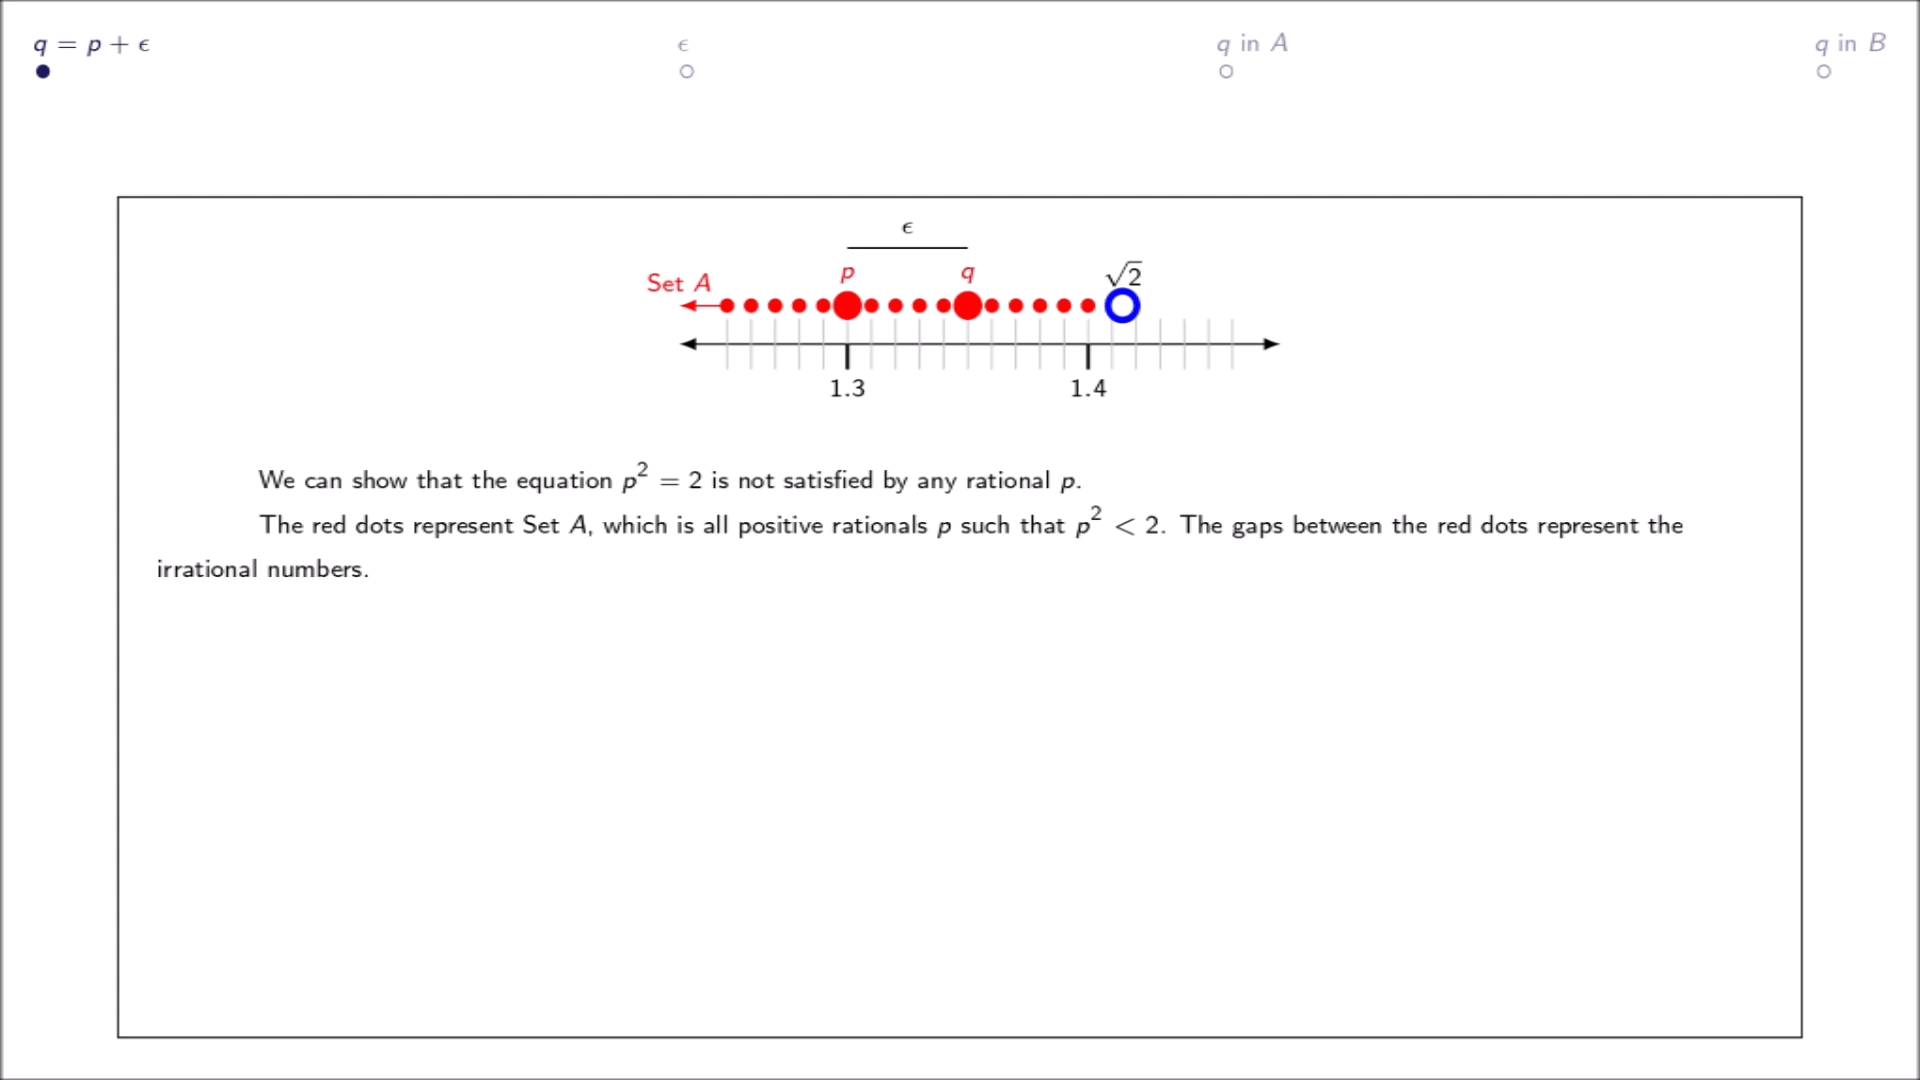 q = p + ϵ
ϵ
q in A
q in B
ϵ
Set A
p
q
√2
1.3
1.4
We can show that the equation p² = 2 is not satisfied by any rational p.
The red dots represent Set A, which is all positive rationals p such that p² < 2. The gaps between the red dots represent the
irrational numbers.